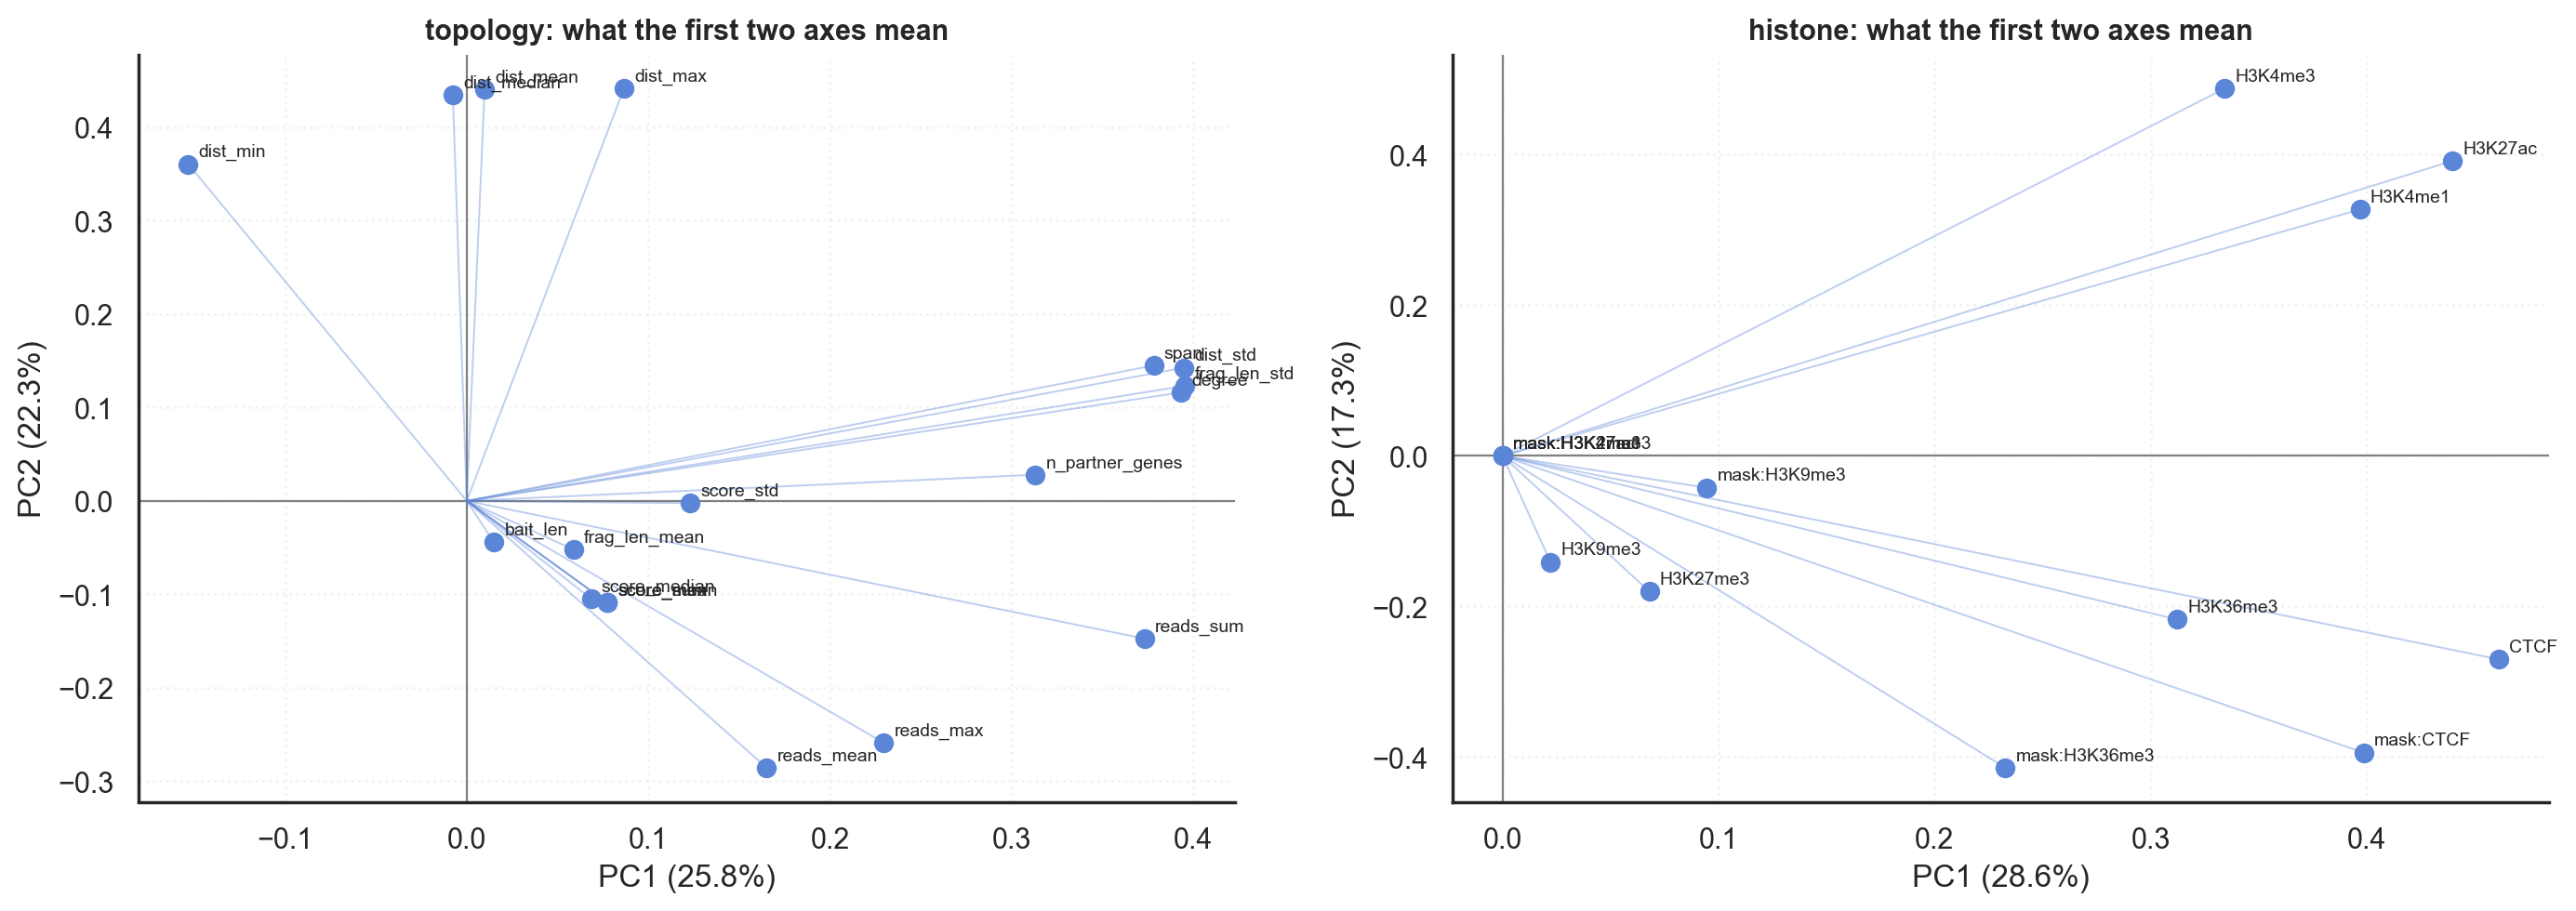 topology: what the first two axes mean
dist_median
dist_mean
dist_max
dist_min
span
dist_std
frag_len_std
degree
n_partner_genes
score_std
bait_len
frag_len_mean
score_median
reads_sum
reads_max
reads_mean
0.4
0.3
0.2
0.1
0.0
−0.1
−0.2
−0.3
PC2 (22.3%)
−0.1
0.0
0.1
0.2
0.3
0.4
PC1 (25.8%)
histone: what the first two axes mean
H3K4me3
H3K27ac
H3K4me1
mask:H3K9me3
H3K9me3
H3K27me3
H3K36me3
CTCF
mask:CTCF
mask:H3K36me3
0.4
0.2
0.0
−0.2
−0.4
PC2 (17.3%)
0.0
0.1
0.2
0.3
0.4
PC1 (28.6%)